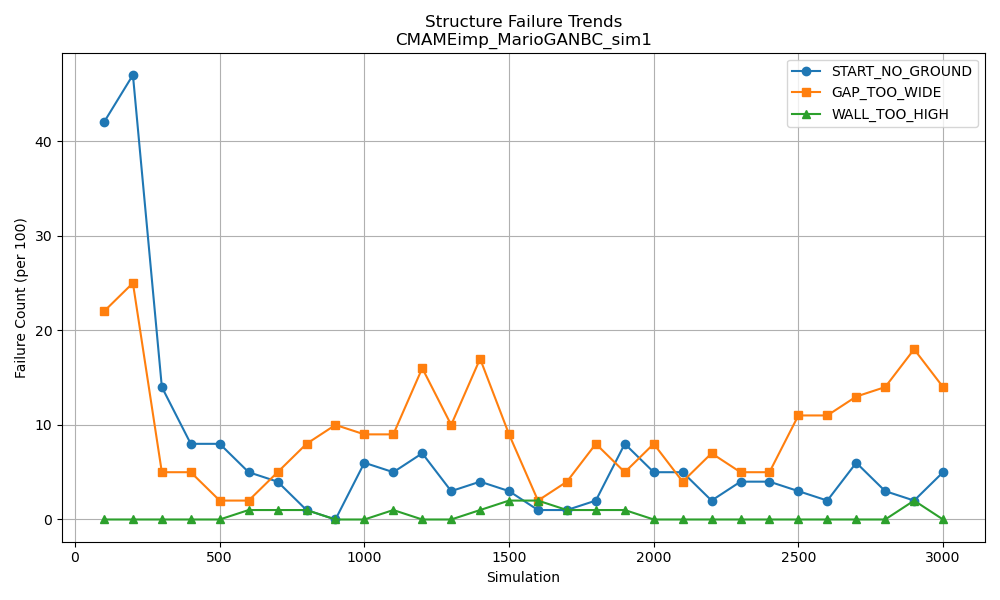 Structure Failure Trends
CMAMEimp_MarioGANBC_sim1
START_NO_GROUND
GAP_TOO_WIDE
WALL_TOO_HIGH
Failure Count (per 100)
40
30
20
10
0
0 500 1000 1500 2000 2500 3000
Simulation